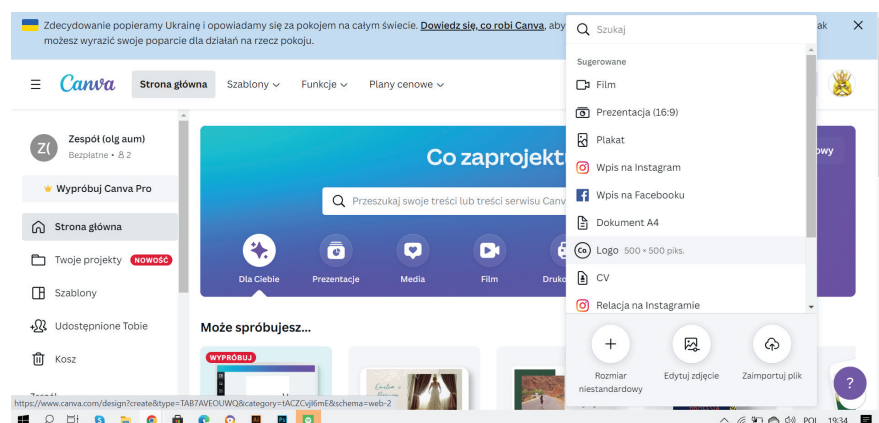 Zdecydowanie popieramy Ukrainę i opowiadamy się za pokojem na całym świecie. Dowiedz się, co robi Canva, aby
ak
możesz wyrazić swoje poparcie dla działań na rzecz pokoju.
Canva
Strona główna
Szablony
Funkcje
Plany cenowe
Z(
Zespół (olg aum)
Bezpłatne • 2
Wypróbuj Canva Pro
Strona główna
Twoje projekty NOWOŚĆ
Szablony
Udostępnione Tobie
Kosz
Co zaprojekt
owy
Przeszukaj swoje treści lub treści serwisu Canv
Dla Ciebie
Prezentacje
Media
Film
Druko
Może spróbujesz...
WYPRÓBUJ
Szukaj
Sugerowane
Film
Prezentacja (16:9)
Plakat
Wpis na Instagram
Wpis na Facebooku
Dokument A4
Co Logo 500 × 500 piks.
CV
Relacja na Instagramie
Rozmiar
niestandardowy
Edytuj zdjęcie
Zaimportuj plik
?
https://www.canva.com/design?create&type=TAB7AVEOUWQ&category=tACZCvjI6mE&schema=web-2
POL 19:34